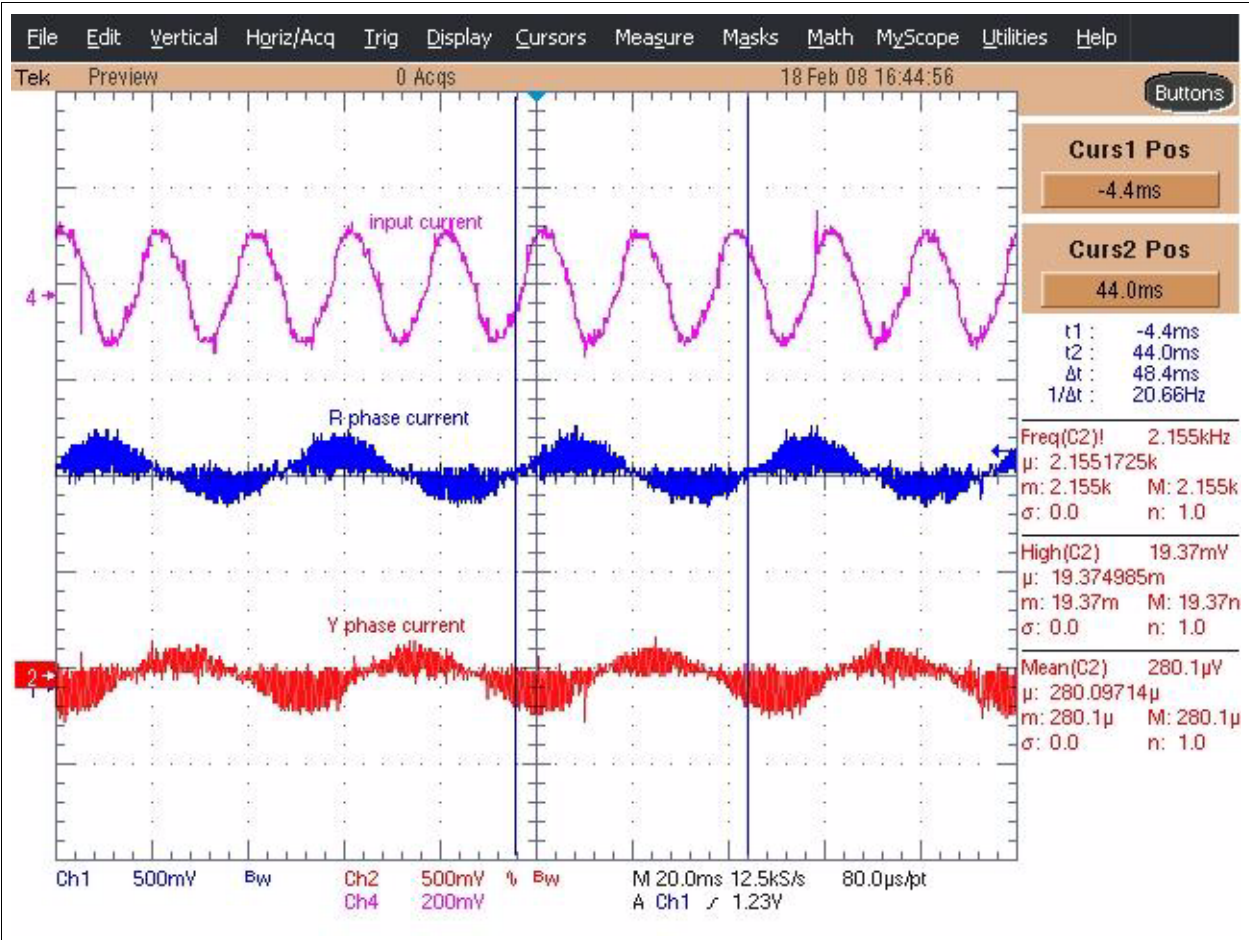 File Edit Vertical Horiz/Acq Trig Display Cursors Measure Masks Math MyScope Utilities Help
Tek Preview 0 Acqs 18 Feb 08 16:44:56
Buttons
Curs1 Pos
-4.4ms
Curs2 Pos
44.0ms
t1 : -4.4ms
t2 : 44.0ms
Δt : 48.4ms
1/Δt : 20.66Hz
Freq(C2)! 2.155kHz
μ: 2.1551725k
m: 2.155k M: 2.155k
σ: 0.0 n: 1.0
High(C2) 19.37mV
μ: 19.374985m
m: 19.37m M: 19.37n
σ: 0.0 n: 1.0
Mean(C2) 280.1μV
μ: 280.09714μ
m: 280.1μ M: 280.1μ
σ: 0.0 n: 1.0
input current
4
R phase current
Y phase current
2
Ch1 500mV Bw Ch2 500mV Bw M 20.0ms 12.5kS/s 80.0μs/pt
Ch4 200mV A Ch1 1.23V